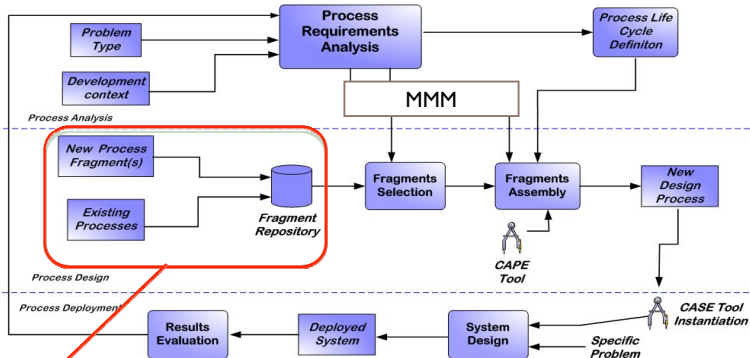 Process
Requirements
Analysis
Problem
Type
Development
context
Process Life
Cycle
Definiton
MMM
Process Analysis
New Process
Fragment(s)
Existing
Processes
Fragment
Repository
Fragments
Selection
Fragments
Assembly
New
Design
Process
CAPE
Tool
Process Design
Process Deployment
Results
Evaluation
Deployed
System
System
Design
CASE Tool
Instantiation
Specific
Problem